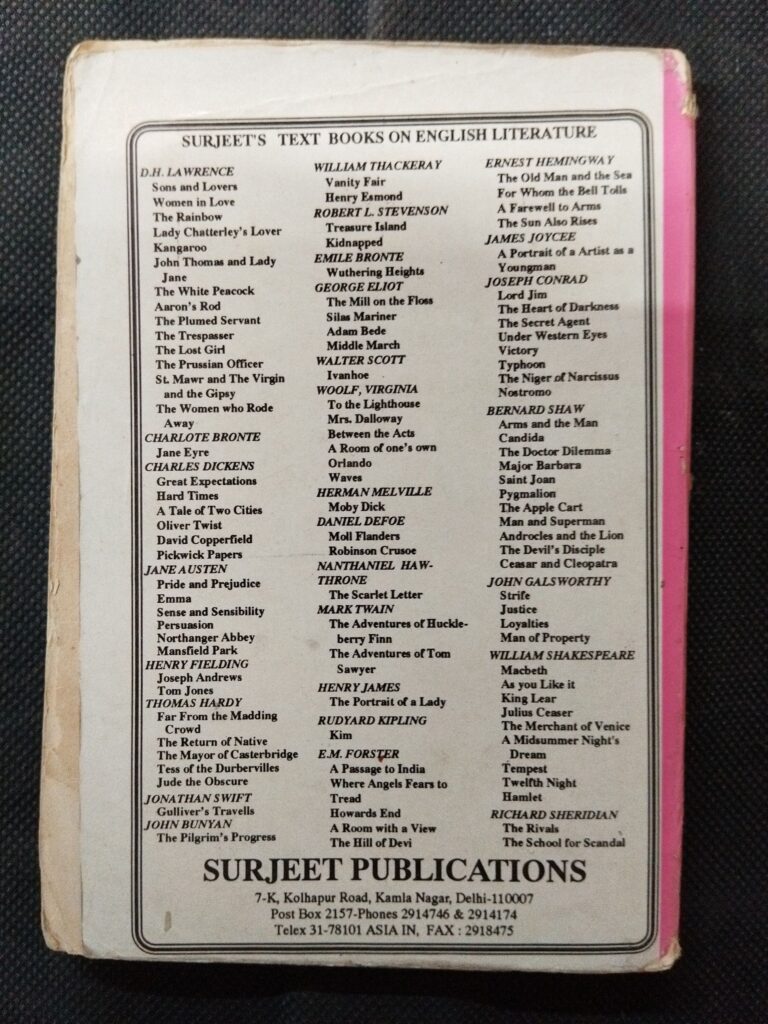 SURJEET'S TEXT BOOKS ON ENGLISH LITERATURE
D.H. LAWRENCE
Sons and Lovers
Women in Love
The Rainbow
Lady Chatterley's Lover
Kangaroo
John Thomas and Lady
Jane
The White Peacock
Aaron's Rod
The Plumed Servant
The Trespasser
The Lost Girl
The Prussian Officer
St. Mawr and The Virgin
and the Gipsy
The Women who Rode
Away
CHARLOTE BRONTE
Jane Eyre
CHARLES DICKENS
Great Expectations
Hard Times
A Tale of Two Cities
Oliver Twist
David Copperfield
Pickwick Papers
JANE AUSTEN
Pride and Prejudice
Emma
Sense and Sensibility
Persuasion
Northanger Abbey
Mansfield Park
HENRY FIELDING
Joseph Andrews
Tom Jones
THOMAS HARDY
Far From the Madding
Crowd
The Return of Native
The Mayor of Casterbridge
Tess of the Durbervilles
Jude the Obscure
JONATHAN SWIFT
Gulliver's Travells
JOHN BUNYAN
The Pilgrim's Progress
WILLIAM THACKERAY
Vanity Fair
Henry Esmond
ROBERT L. STEVENSON
Treasure Island
Kidnapped
EMILE BRONTE
Wuthering Heights
GEORGE ELIOT
The Mill on the Floss
Silas Mariner
Adam Bede
Middle March
WALTER SCOTT
Ivanhoe
WOOLF, VIRGINIA
To the Lighthouse
Mrs. Dalloway
Between the Acts
A Room of one's own
Orlando
Waves
HERMAN MELVILLE
Moby Dick
DANIEL DEFOE
Moll Flanders
Robinson Crusoe
NANTHANIEL HAW-
THRONE
The Scarlet Letter
MARK TWAIN
The Adventures of Huckle-
berry Finn
The Adventures of Tom
Sawyer
HENRY JAMES
The Portrait of a Lady
RUDYARD KIPLING
Kim
E.M. FORSTER
A Passage to India
Where Angels Fears to
Tread
Howards End
A Room with a View
The Hill of Devi
ERNEST HEMINGWAY
The Old Man and the Sea
For Whom the Bell Tolls
A Farewell to Arms
The Sun Also Rises
JAMES JOYCEE
A Portrait of a Artist as a
Youngman
JOSEPH CONRAD
Lord Jim
The Heart of Darkness
The Secret Agent
Under Western Eyes
Victory
Typhoon
The Niger of Narcissus
Nostromo
BERNARD SHAW
Arms and the Man
Candida
The Doctor Dilemma
Major Barbara
Saint Joan
Pygmalion
The Apple Cart
Man and Superman
Androcles and the Lion
The Devil's Disciple
Ceasar and Cleopatra
JOHN GALSWORTHY
Strife
Justice
Loyalties
Man of Property
WILLIAM SHAKESPEARE
Macbeth
As you Like it
King Lear
Julius Ceaser
The Merchant of Venice
A Midsummer Night's
Dream
Tempest
Twelfth Night
Hamlet
RICHARD SHERIDIAN
The Rivals
The School for Scandal
SURJEET PUBLICATIONS
7-K, Kolhapur Road, Kamla Nagar, Delhi-110007
Post Box 2157-Phones 2914746 & 2914174
Telex 31-78101 ASIA IN, FAX : 2918475